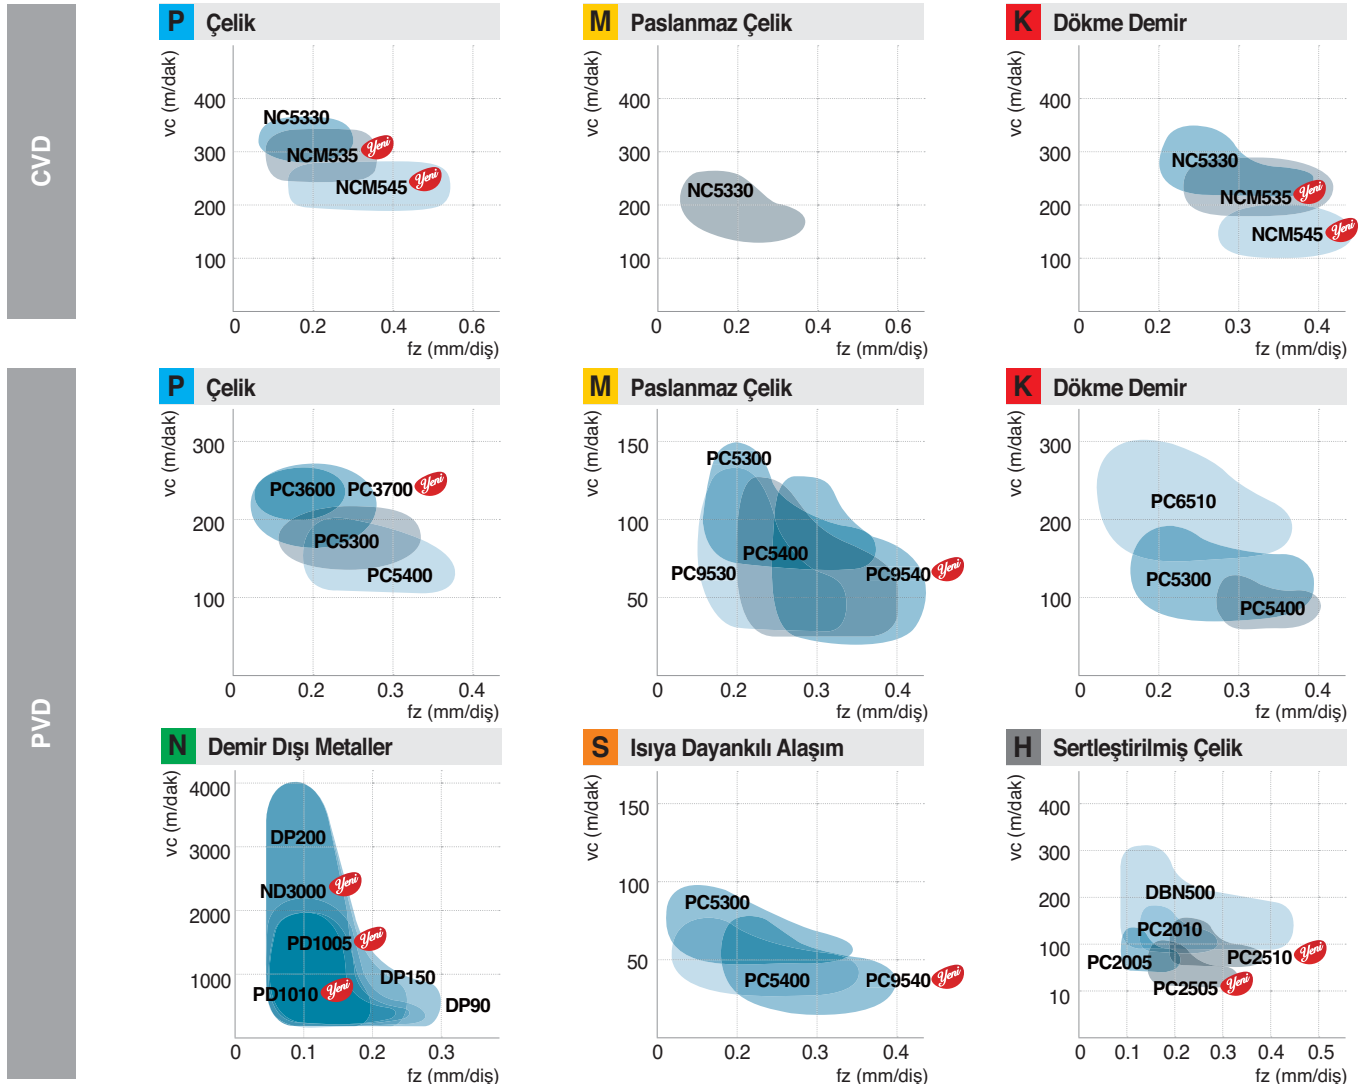 CVD
P Çelik
vc (m/dak)
400
300
200
100
NC5330
NCM535 Yeni
NCM545 Yeni
0 0.2 0.4 0.6
fz (mm/diş)
M Paslanmaz Çelik
vc (m/dak)
400
300
200
100
NC5330
0 0.2 0.4 0.6
fz (mm/diş)
K Dökme Demir
vc (m/dak)
400
300
200
100
NC5330
NCM535 Yeni
NCM545 Yeni
0 0.2 0.3 0.4
fz (mm/diş)
PVD
P Çelik
vc (m/dak)
300
200
100
PC3600 PC3700 Yeni
PC5300
PC5400
0 0.2 0.3 0.4
fz (mm/diş)
M Paslanmaz Çelik
vc (m/dak)
150
100
50
PC5300
PC5400
PC9530 PC9540 Yeni
0 0.2 0.3 0.4
fz (mm/diş)
K Dökme Demir
vc (m/dak)
300
200
100
PC6510
PC5300
PC5400
0 0.2 0.3 0.4
fz (mm/diş)
N Demir Dışı Metaller
vc (m/dak)
4000
3000
2000
1000
DP200
ND3000 Yeni
PD1005 Yeni
DP150
PD1010 Yeni
DP90
0 0.1 0.2 0.3
fz (mm/diş)
S Isıya Dayankılı Alaşım
vc (m/dak)
150
100
50
PC5300
PC5400 PC9540 Yeni
0 0.2 0.3 0.4
fz (mm/diş)
H Sertleştirilmiş Çelik
vc (m/dak)
400
300
200
100
10
DBN500
PC2010
PC2005 PC2510 Yeni
PC2505 Yeni
0 0.1 0.2 0.3 0.4 0.5
fz (mm/diş)